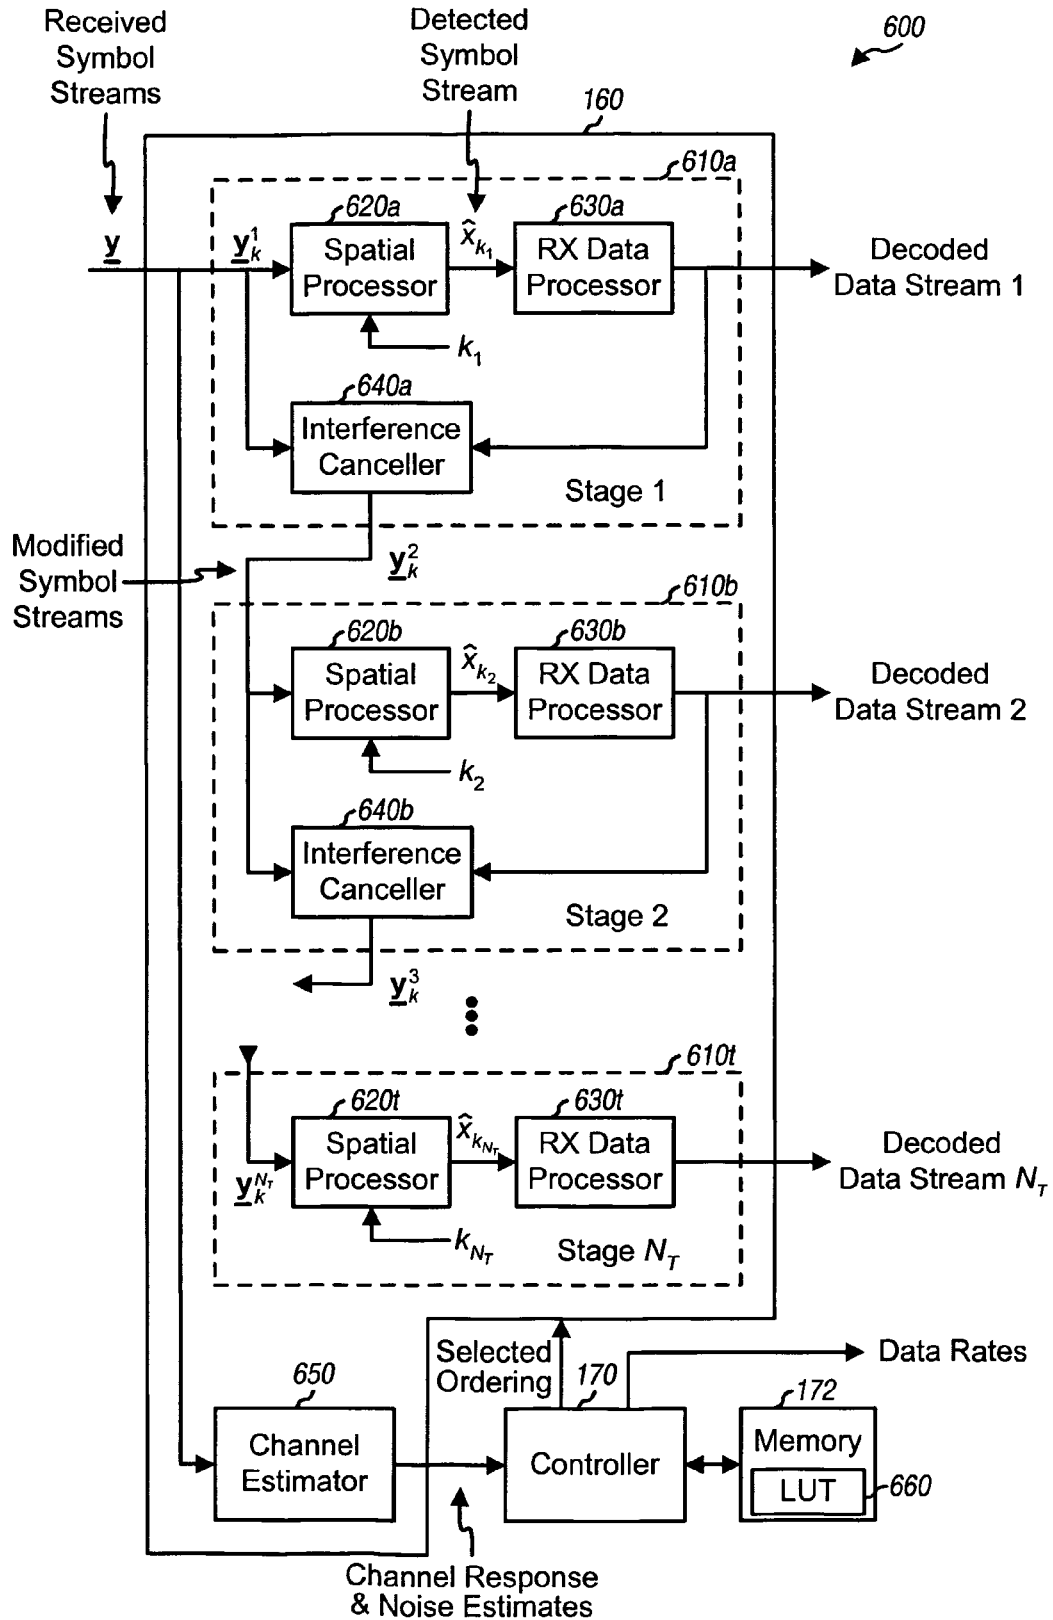 Received
Symbol
Streams
Detected
Symbol
Stream
600
160
610a
620a
630a
y
y_k^1
Spatial
Processor
x̂_{k_1}
RX Data
Processor
Decoded
Data Stream 1
k_1
640a
Interference
Canceller
Stage 1
Modified
Symbol
Streams
y_k^2
610b
620b
630b
Spatial
Processor
x̂_{k_2}
RX Data
Processor
Decoded
Data Stream 2
k_2
640b
Interference
Canceller
Stage 2
y_k^3
610t
620t
630t
Spatial
Processor
x̂_{k_{N_T}}
RX Data
Processor
Decoded
Data Stream N_T
y_k^{N_T}
k_{N_T}
Stage N_T
Selected
Ordering
Data Rates
650
170
172
Channel
Estimator
Controller
Memory
LUT
660
Channel Response
& Noise Estimates